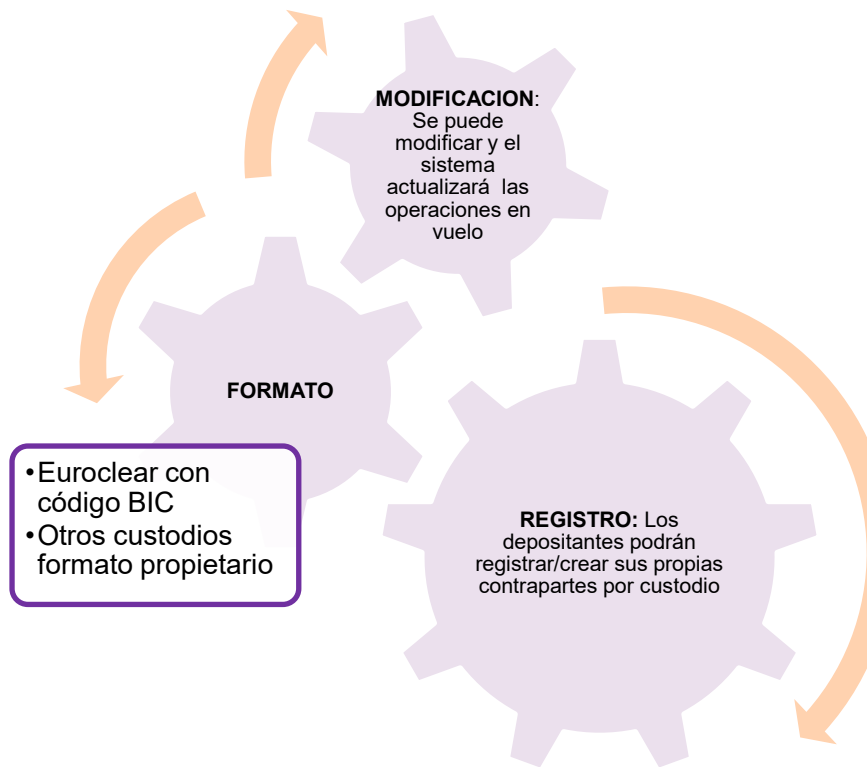 MODIFICACION:
Se puede
modificar y el
sistema
actualizará las
operaciones en
vuelo
FORMATO
•Euroclear con
código BIC
•Otros custodios
formato propietario
REGISTRO: Los
depositantes podrán
registrar/crear sus propias
contrapartes por custodio